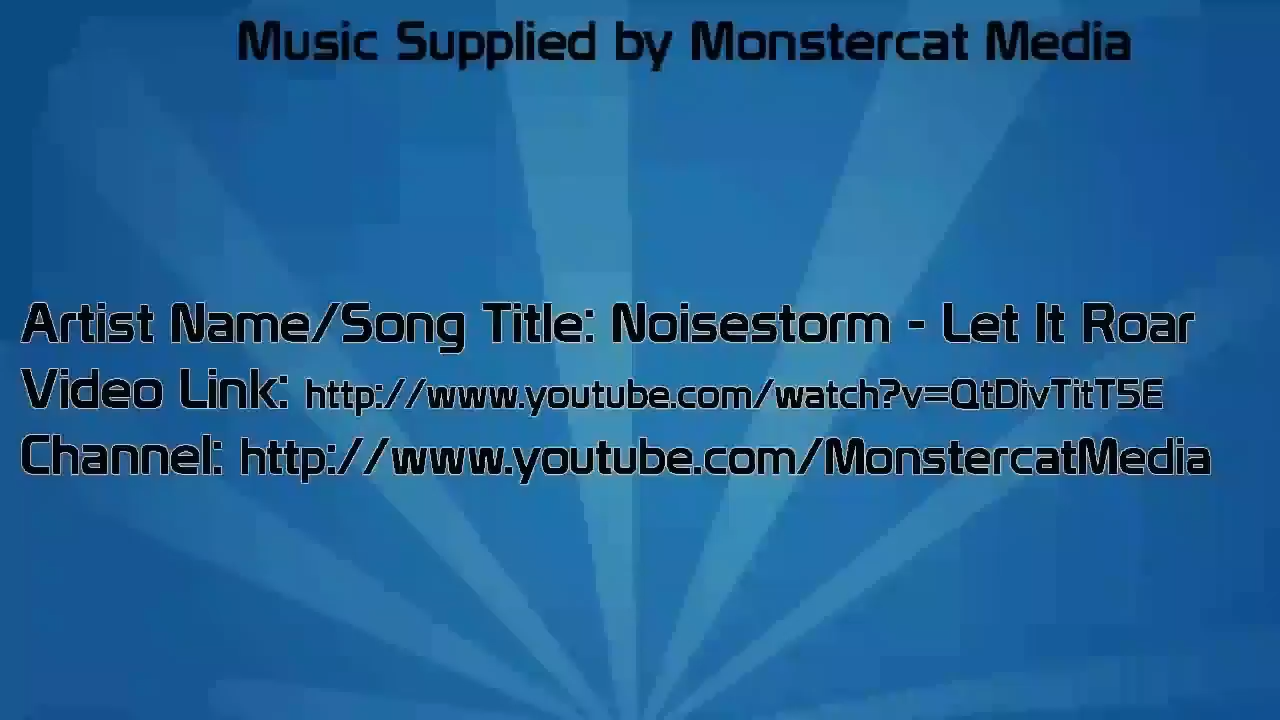 Music Supplied by Monstercat Media
Artist Name/Song Title: Noisestorm - Let It Roar
Video Link: http://www.youtube.com/watch?v=QtDivTitT5E
Channel: http://www.youtube.com/MonstercatMedia